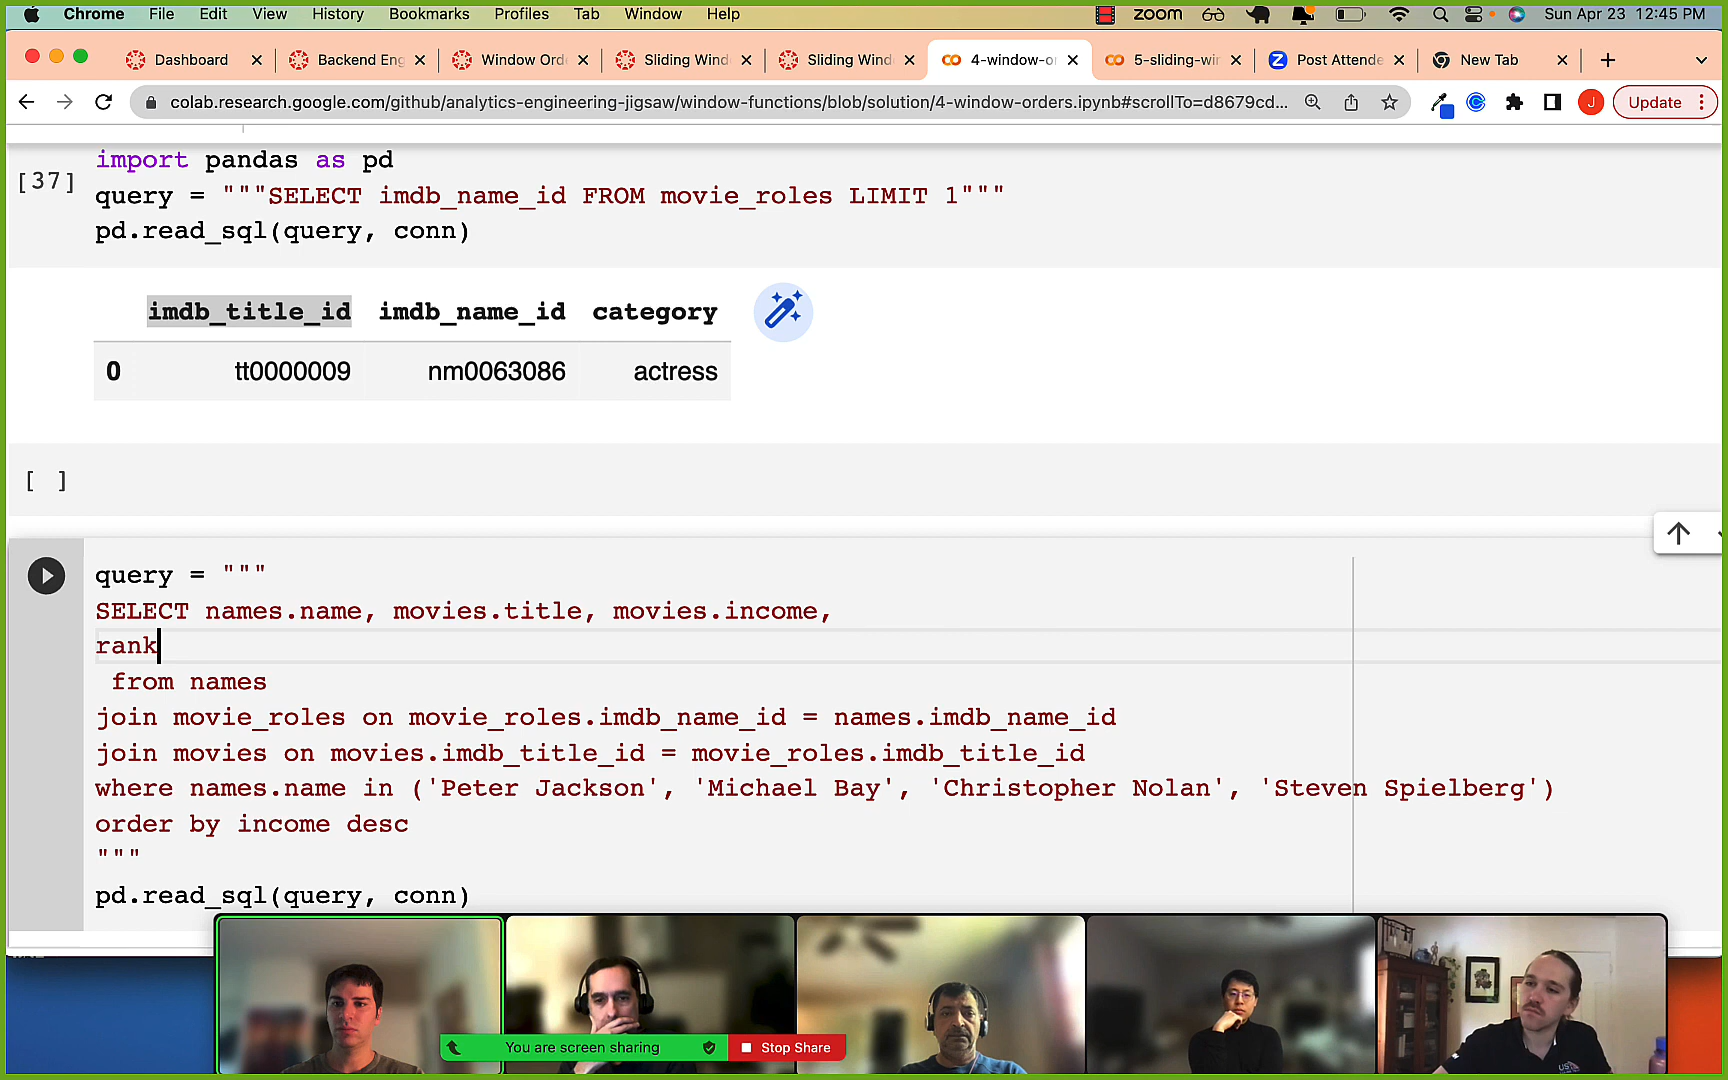 Chrome File Edit View History Bookmarks Profiles Tab Window Help zoom Sun Apr 23 12:45 PM
Dashboard Backend Eng Window Ord Sliding Wind Sliding Wind 4-window-or 5-sliding-wir Post Attende New Tab
colab.research.google.com/github/analytics-engineering-jigsaw/window-functions/blob/solution/4-window-orders.ipynb#scrollTo=d8679cd... J Update
import pandas as pd
[37]
query = """SELECT imdb_name_id FROM movie_roles LIMIT 1"""
pd.read_sql(query, conn)
imdb_title_id imdb_name_id category
0 tt0000009 nm0063086 actress
[ ]
query = """
SELECT names.name, movies.title, movies.income,
rank
from names
join movie_roles on movie_roles.imdb_name_id = names.imdb_name_id
join movies on movies.imdb_title_id = movie_roles.imdb_title_id
where names.name in ('Peter Jackson', 'Michael Bay', 'Christopher Nolan', 'Steven Spielberg')
order by income desc
"""
pd.read_sql(query, conn)
You are screen sharing Stop Share